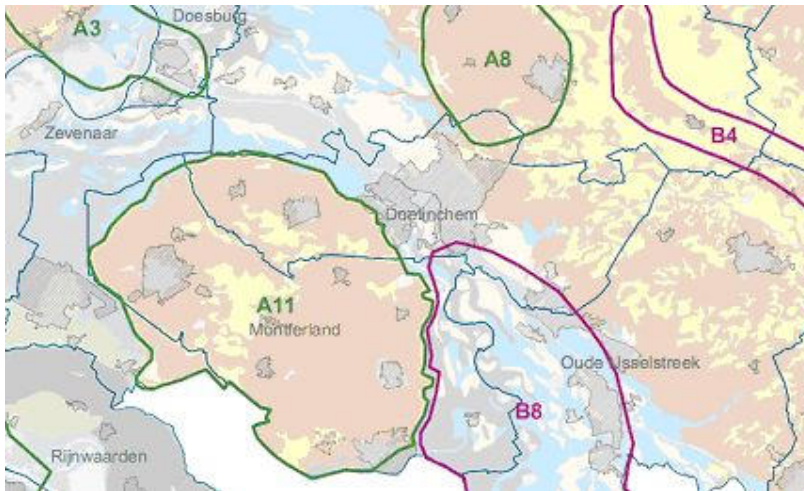 Doesburg
A3
A8
Zevenaar
B4
Doetinchem
A11
Montferland
Oude IJsselstreek
B8
Rijnwaarden